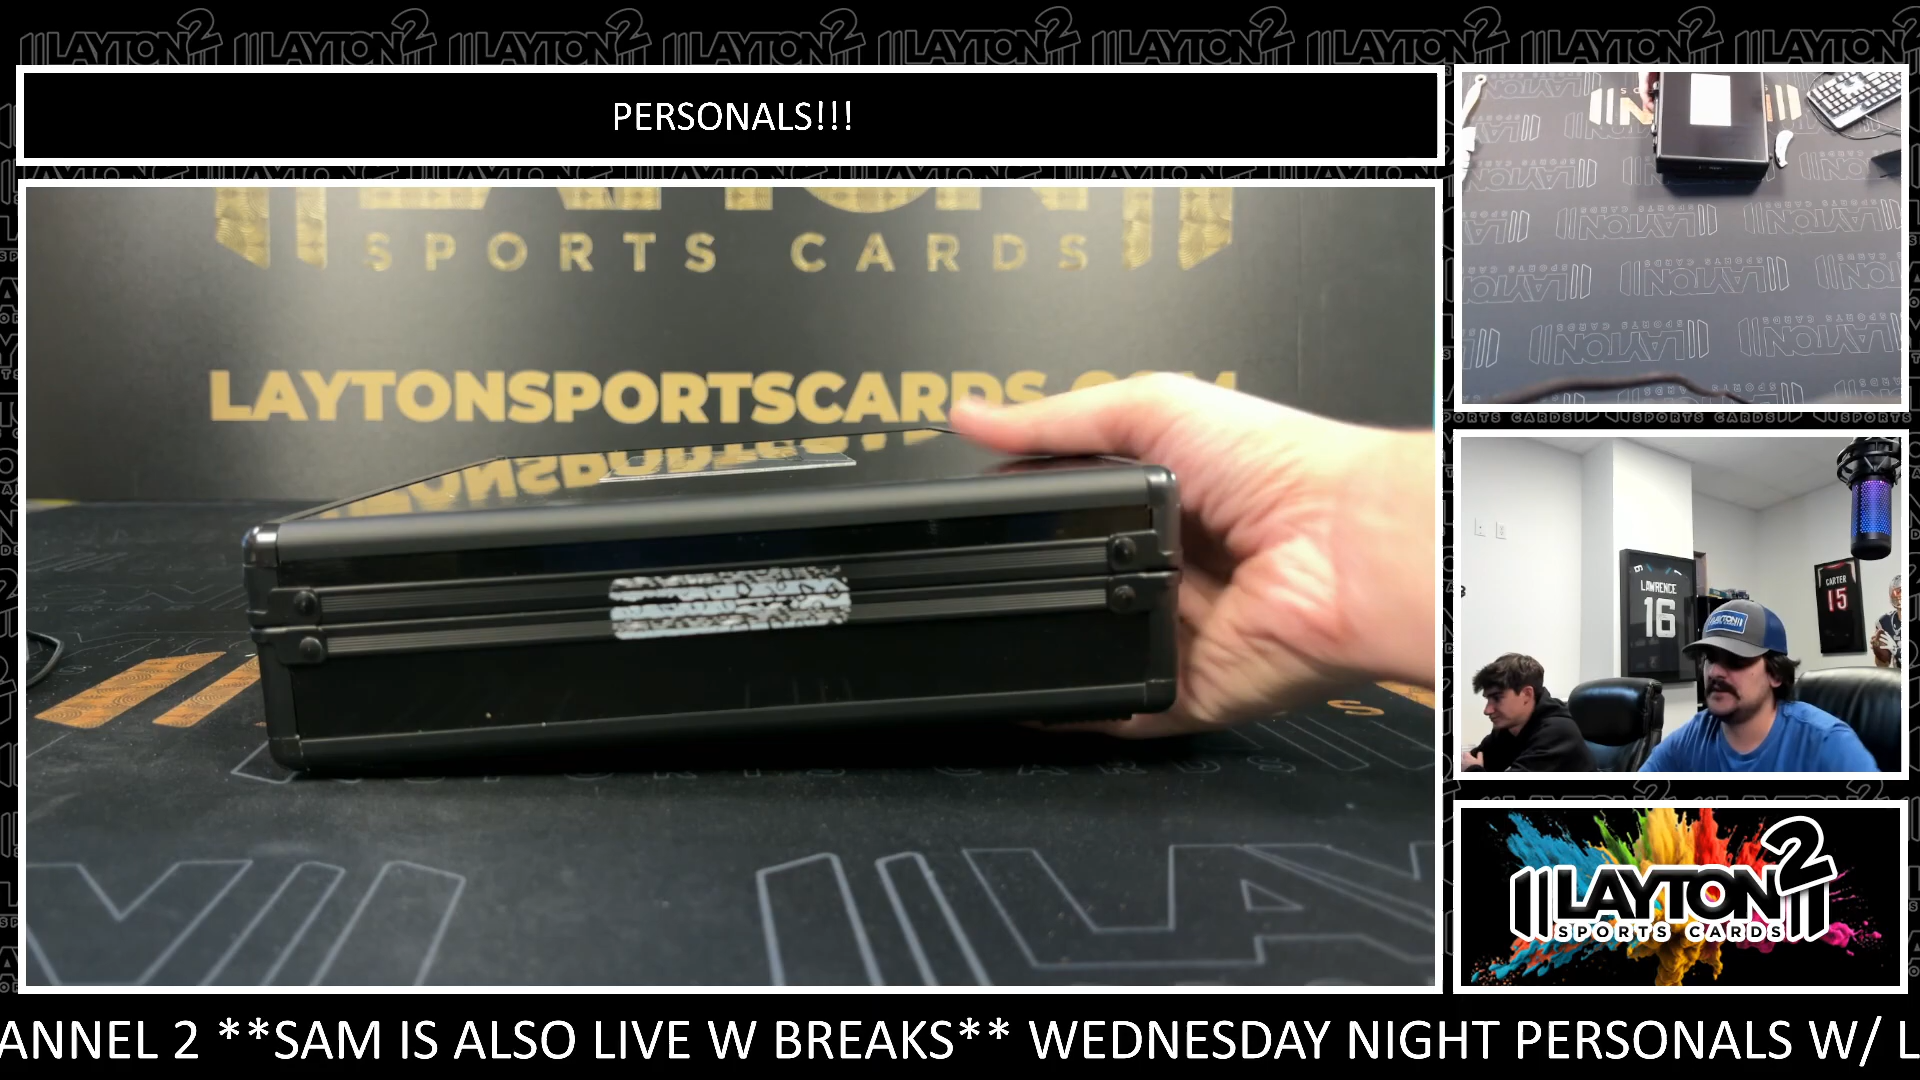 PERSONALS!!!
SPORTS CARDS
LAYTONSPORTSCARDS.COM
LAWRENCE
16
CARTER
15
LAYTON 2
SPORTS CARDS
ANNEL 2 **SAM IS ALSO LIVE W BREAKS** WEDNESDAY NIGHT PERSONALS W/ L